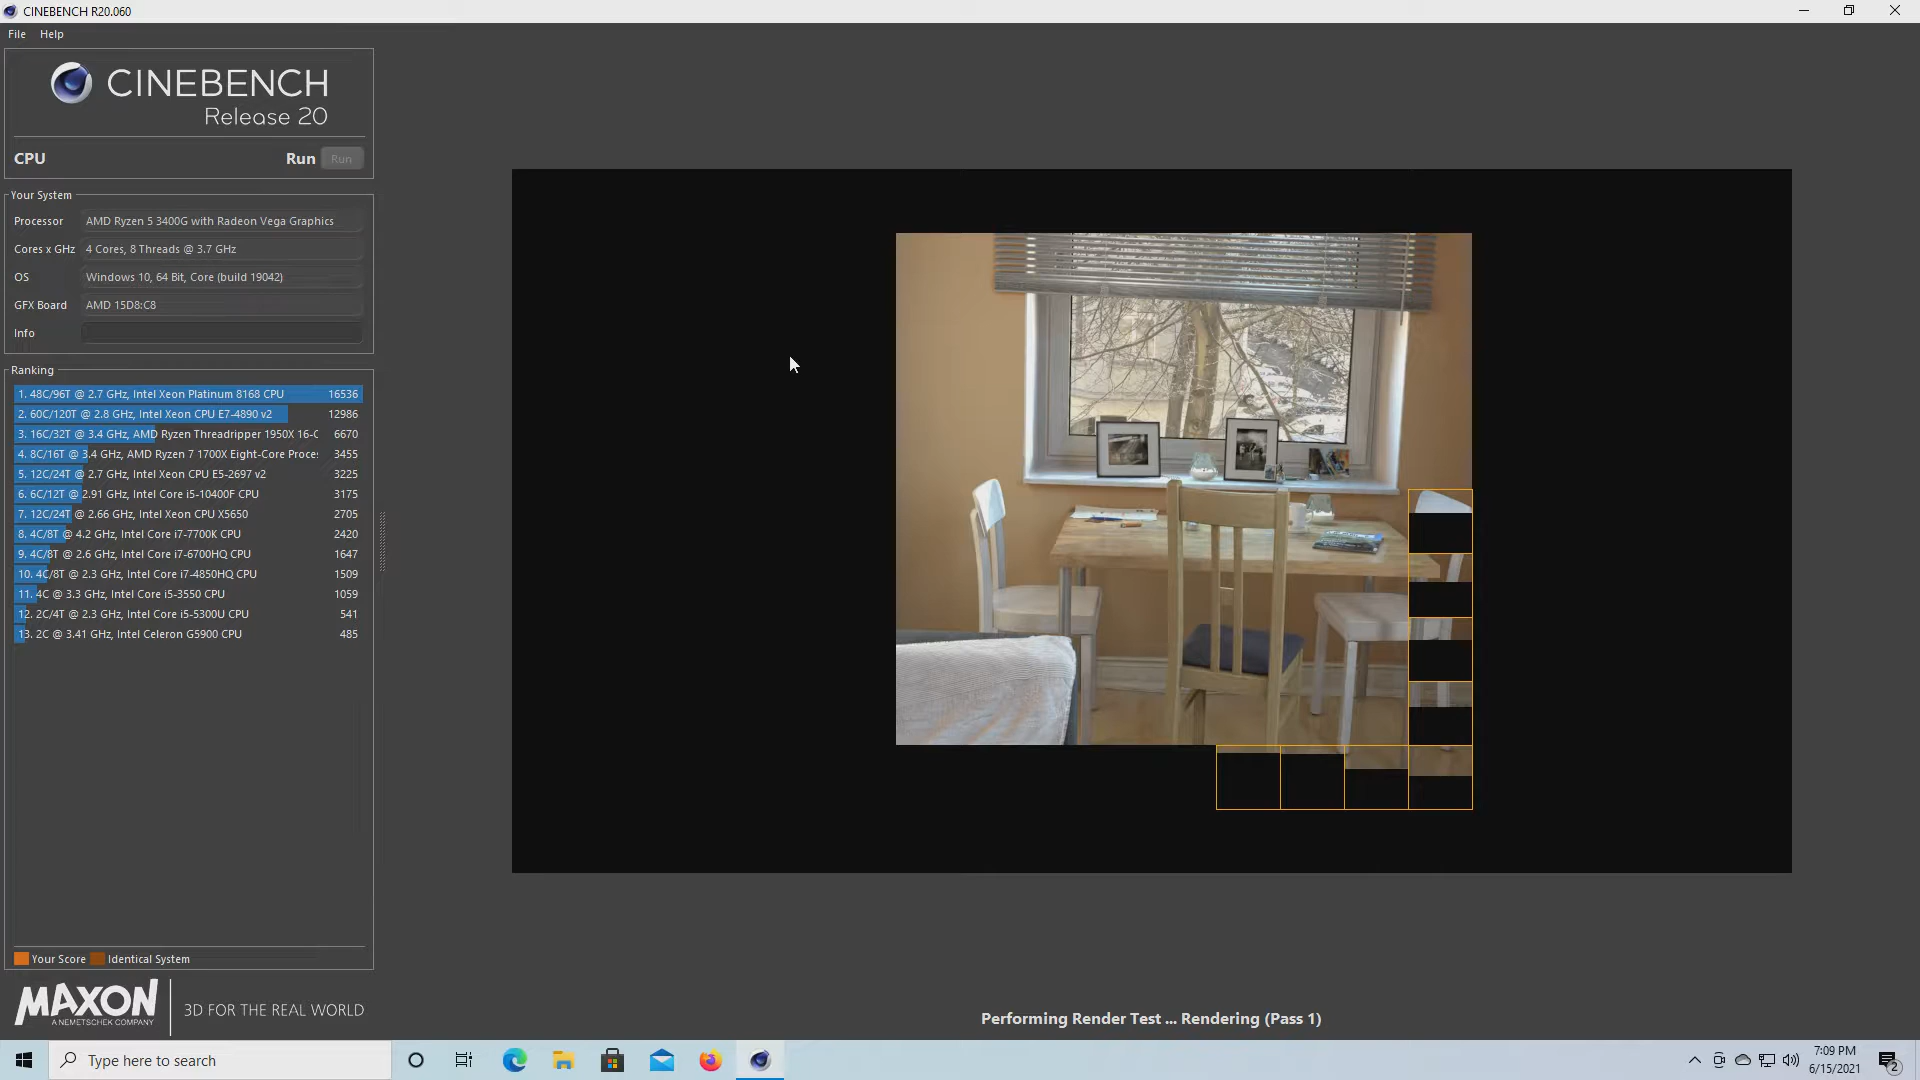 CINEBENCH R20.060
File Help
CINEBENCH
Release 20
CPU Run Run
Your System
Processor AMD Ryzen 5 3400G with Radeon Vega Graphics
Cores x GHz 4 Cores, 8 Threads @ 3.7 GHz
OS Windows 10, 64 Bit, Core (build 19042)
GFX Board AMD 15D8:C8
Info
Ranking
1. 48C/96T @ 2.7 GHz, Intel Xeon Platinum 8168 CPU 16536
2. 60C/120T @ 2.8 GHz, Intel Xeon CPU E7-4890 v2 12986
3. 16C/32T @ 3.4 GHz, AMD Ryzen Threadripper 1950X 16-C 6670
4. 8C/16T @ 3.4 GHz, AMD Ryzen 7 1700X Eight-Core Proces 3455
5. 12C/24T @ 2.7 GHz, Intel Xeon CPU E5-2697 v2 3225
6. 6C/12T @ 2.91 GHz, Intel Core i5-10400F CPU 3175
7. 12C/24T @ 2.66 GHz, Intel Xeon CPU X5650 2705
8. 4C/8T @ 4.2 GHz, Intel Core i7-7700K CPU 2420
9. 4C/8T @ 2.6 GHz, Intel Core i7-6700HQ CPU 1647
10. 4C/8T @ 2.3 GHz, Intel Core i7-4850HQ CPU 1509
11. 4C @ 3.3 GHz, Intel Core i5-3550 CPU 1059
12. 2C/4T @ 2.3 GHz, Intel Core i5-5300U CPU 541
13. 2C @ 3.41 GHz, Intel Celeron G5900 CPU 485
Your Score Identical System
MAXON
A NEMETSCHEK COMPANY
3D FOR THE REAL WORLD
Performing Render Test ... Rendering (Pass 1)
Type here to search
7:09 PM
6/15/2021
2